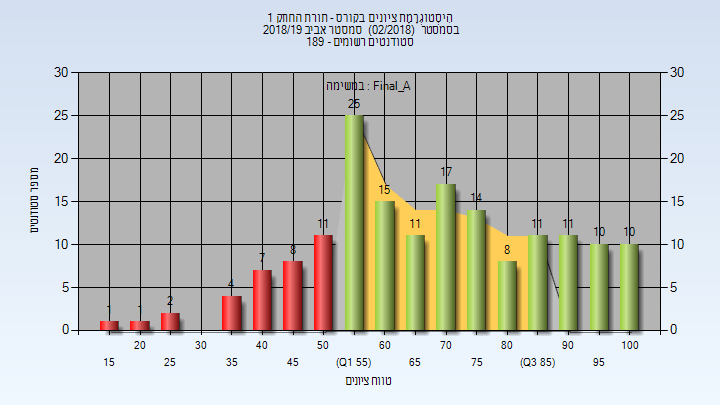 היסטוגרמת ציונים בקורס - תורת החוזק 1
בסמסטר (02/2018) סמסטר אביב 2018/19
סטודנטים רשומים - 189
במשימה : Final_A
מספר סטודנטים
30 30
25 25
20 20
15 15
10 10
5 5
0 0
1 1 2 4 7 8 11 25 15 11 17 14 8 11 11 10 10
20 30 40 50 60 70 80 90 100
15 25 35 45 (Q1 55) 65 75 (Q3 85) 95
טווח ציונים